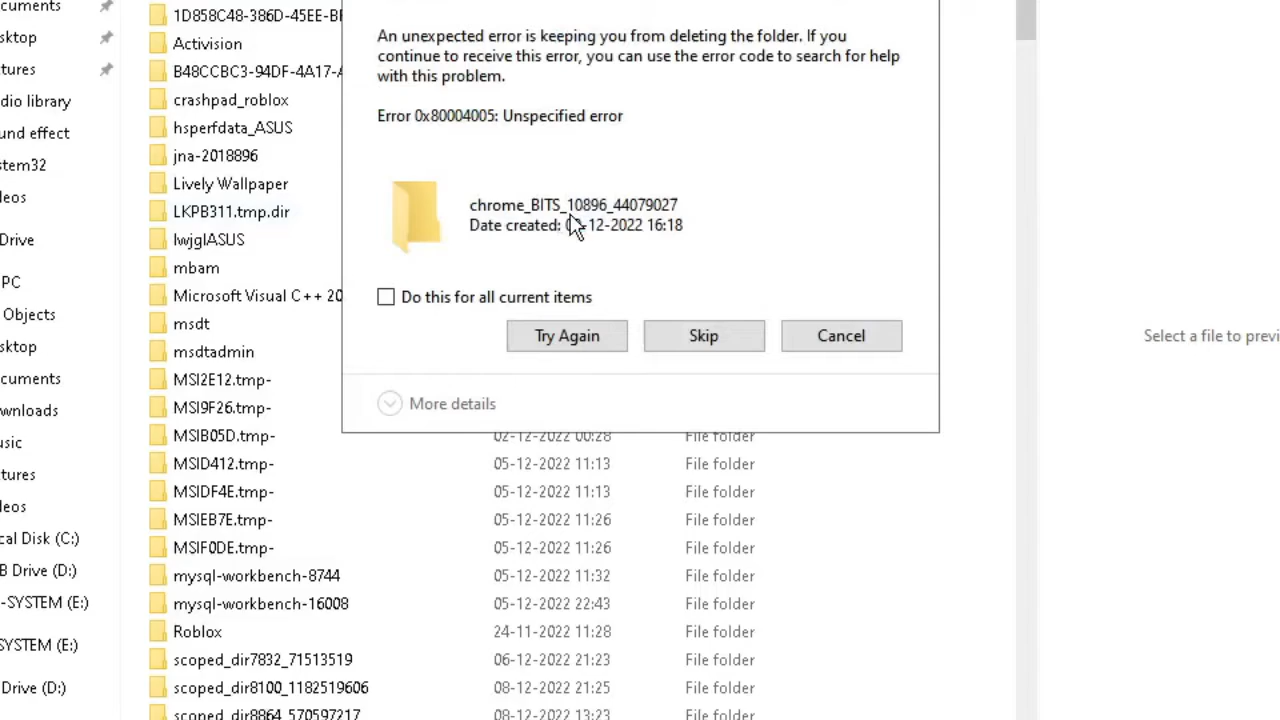 cuments
sktop
tures
dio library
und effect
stem32
eos
Drive
PC
Objects
sktop
cuments
wnloads
usic
tures
eos
cal Disk (C:)
B Drive (D:)
-SYSTEM (E:)
SYSTEM (E:)
Drive (D:)
1D858C48-386D-45EE-B
Activision
B48CCBC3-94DF-4A17-
crashpad_roblox
hsperfdata_ASUS
jna-2018896
Lively Wallpaper
LKPB311.tmp.dir
lwjglASUS
mbam
Microsoft Visual C++ 20
msdt
msdtadmin
MSI2E12.tmp-
MSI9F26.tmp-
MSIB05D.tmp- 02-12-2022 00:28 File folder
MSID412.tmp- 05-12-2022 11:13 File folder
MSIDF4E.tmp- 05-12-2022 11:13 File folder
MSIEB7E.tmp- 05-12-2022 11:26 File folder
MSIF0DE.tmp- 05-12-2022 11:26 File folder
mysql-workbench-8744 05-12-2022 11:32 File folder
mysql-workbench-16008 05-12-2022 22:43 File folder
Roblox 24-11-2022 11:28 File folder
scoped_dir7832_71513519 06-12-2022 21:23 File folder
scoped_dir8100_1182519606 08-12-2022 21:25 File folder
scoped_dir8864_570597217 08-12-2022 13:23 File folder
An unexpected error is keeping you from deleting the folder. If you
continue to receive this error, you can use the error code to search for help
with this problem.
Error 0x80004005: Unspecified error
chrome_BITS_10896_44079027
Date created: -12-2022 16:18
Do this for all current items
Try Again Skip Cancel
More details
Select a file to previ